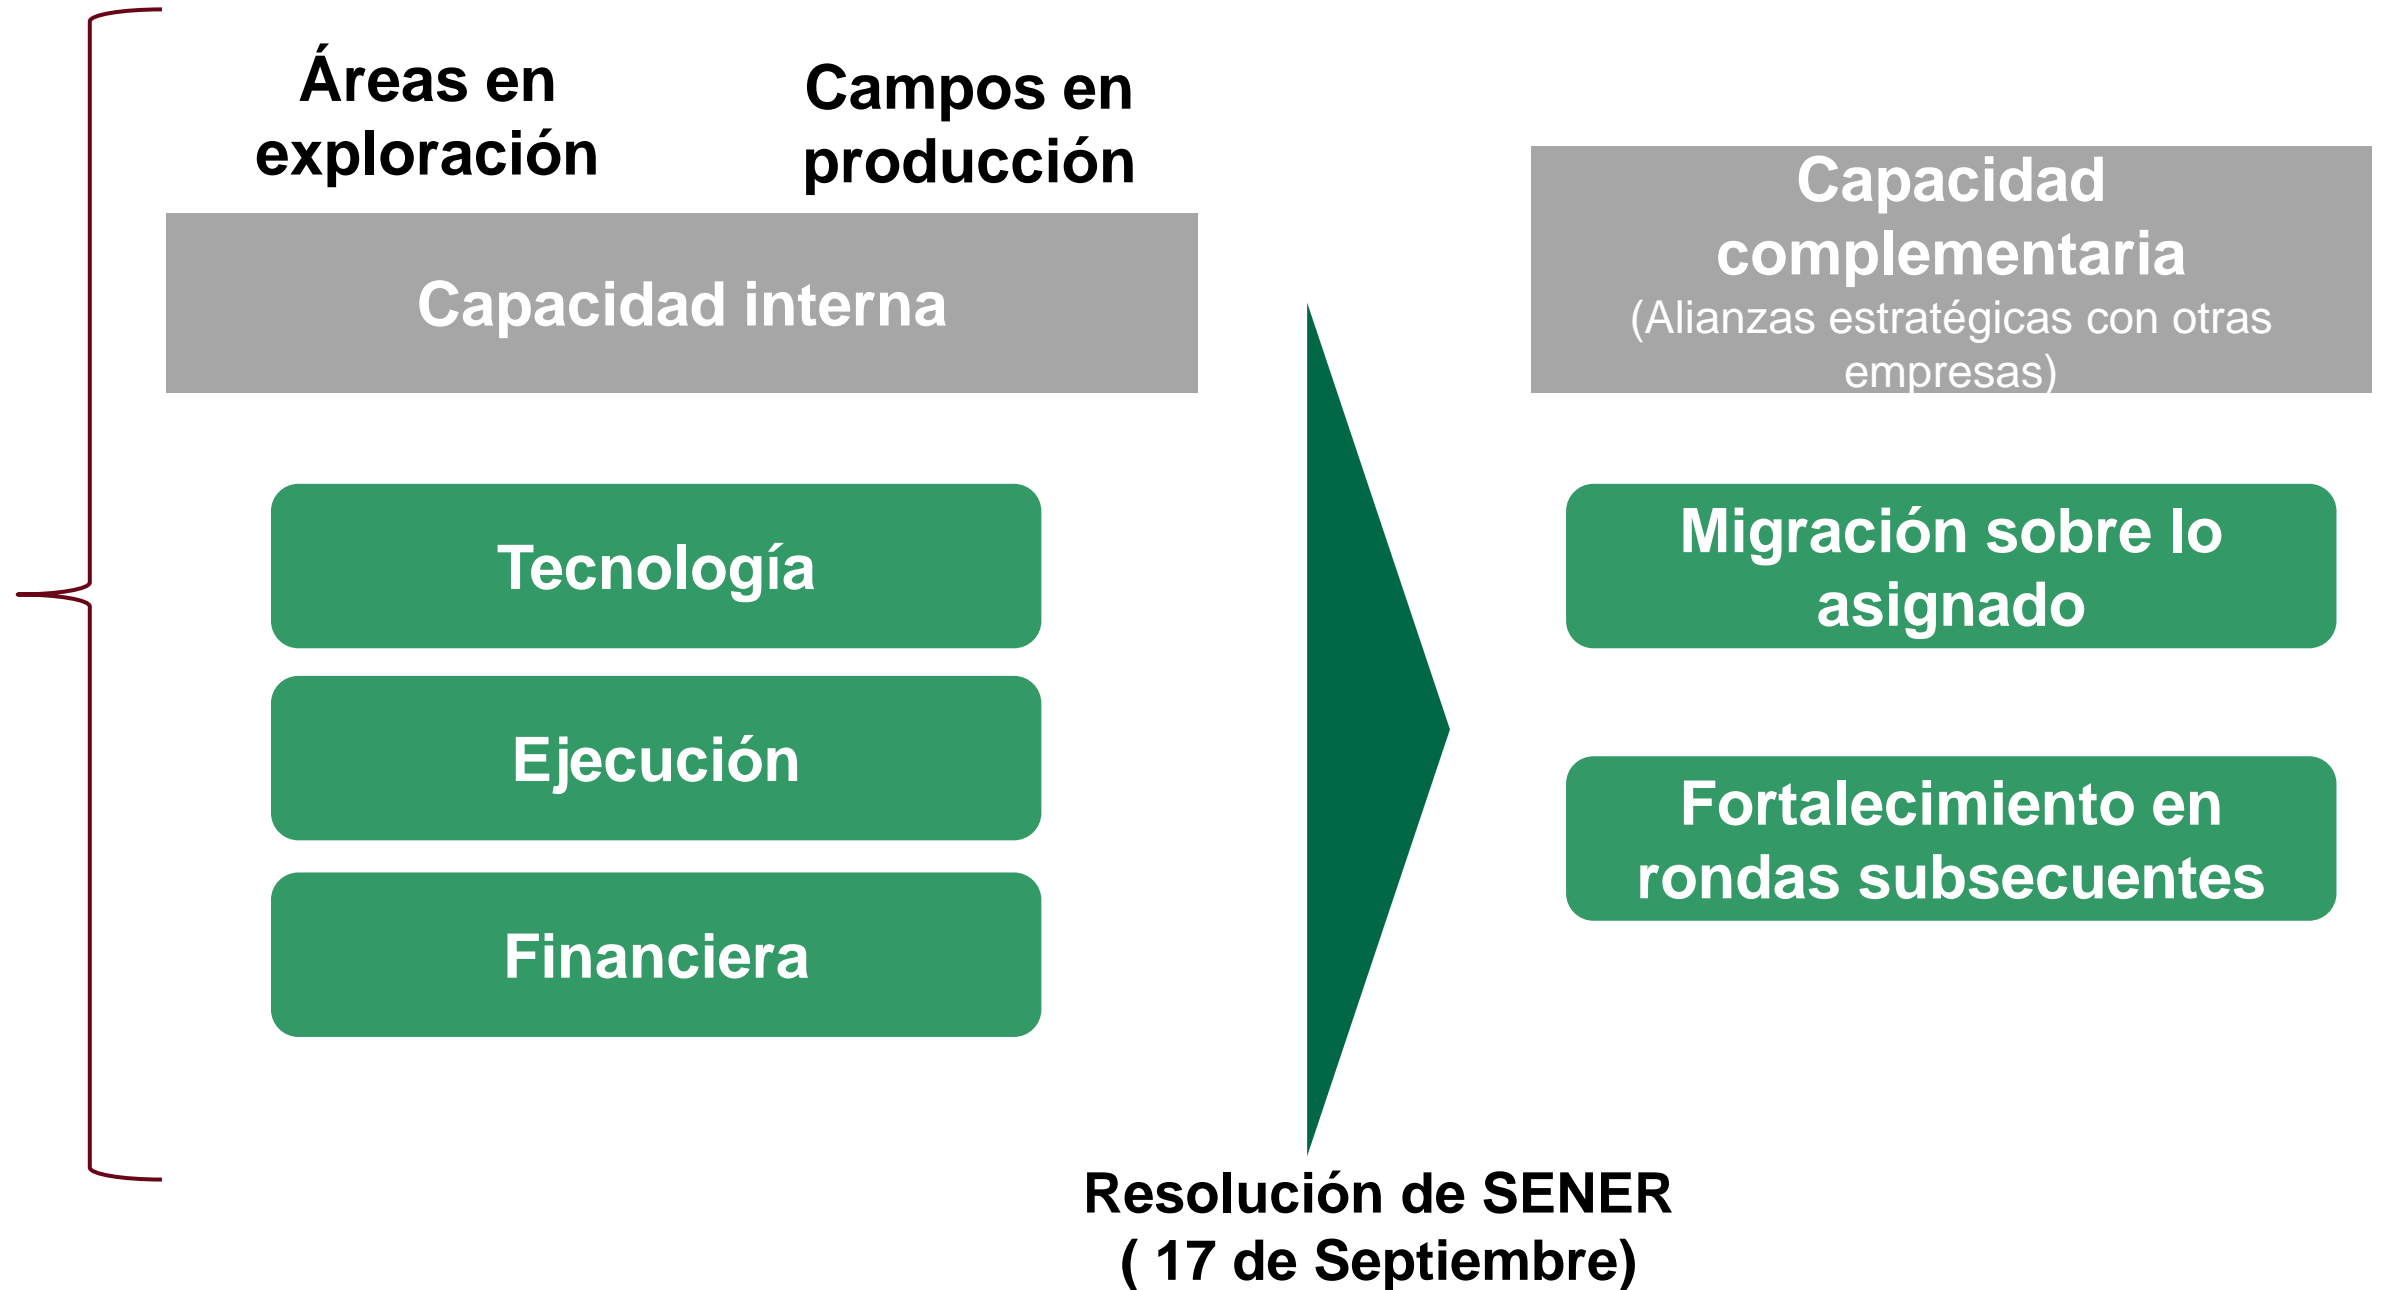 Áreas en
exploración
Campos en
producción
Capacidad interna
Tecnología
Ejecución
Financiera
Resolución de SENER
( 17 de Septiembre)
Capacidad
complementaria
(Alianzas estratégicas con otras
empresas)
Migración sobre lo
asignado
Fortalecimiento en
rondas subsecuentes